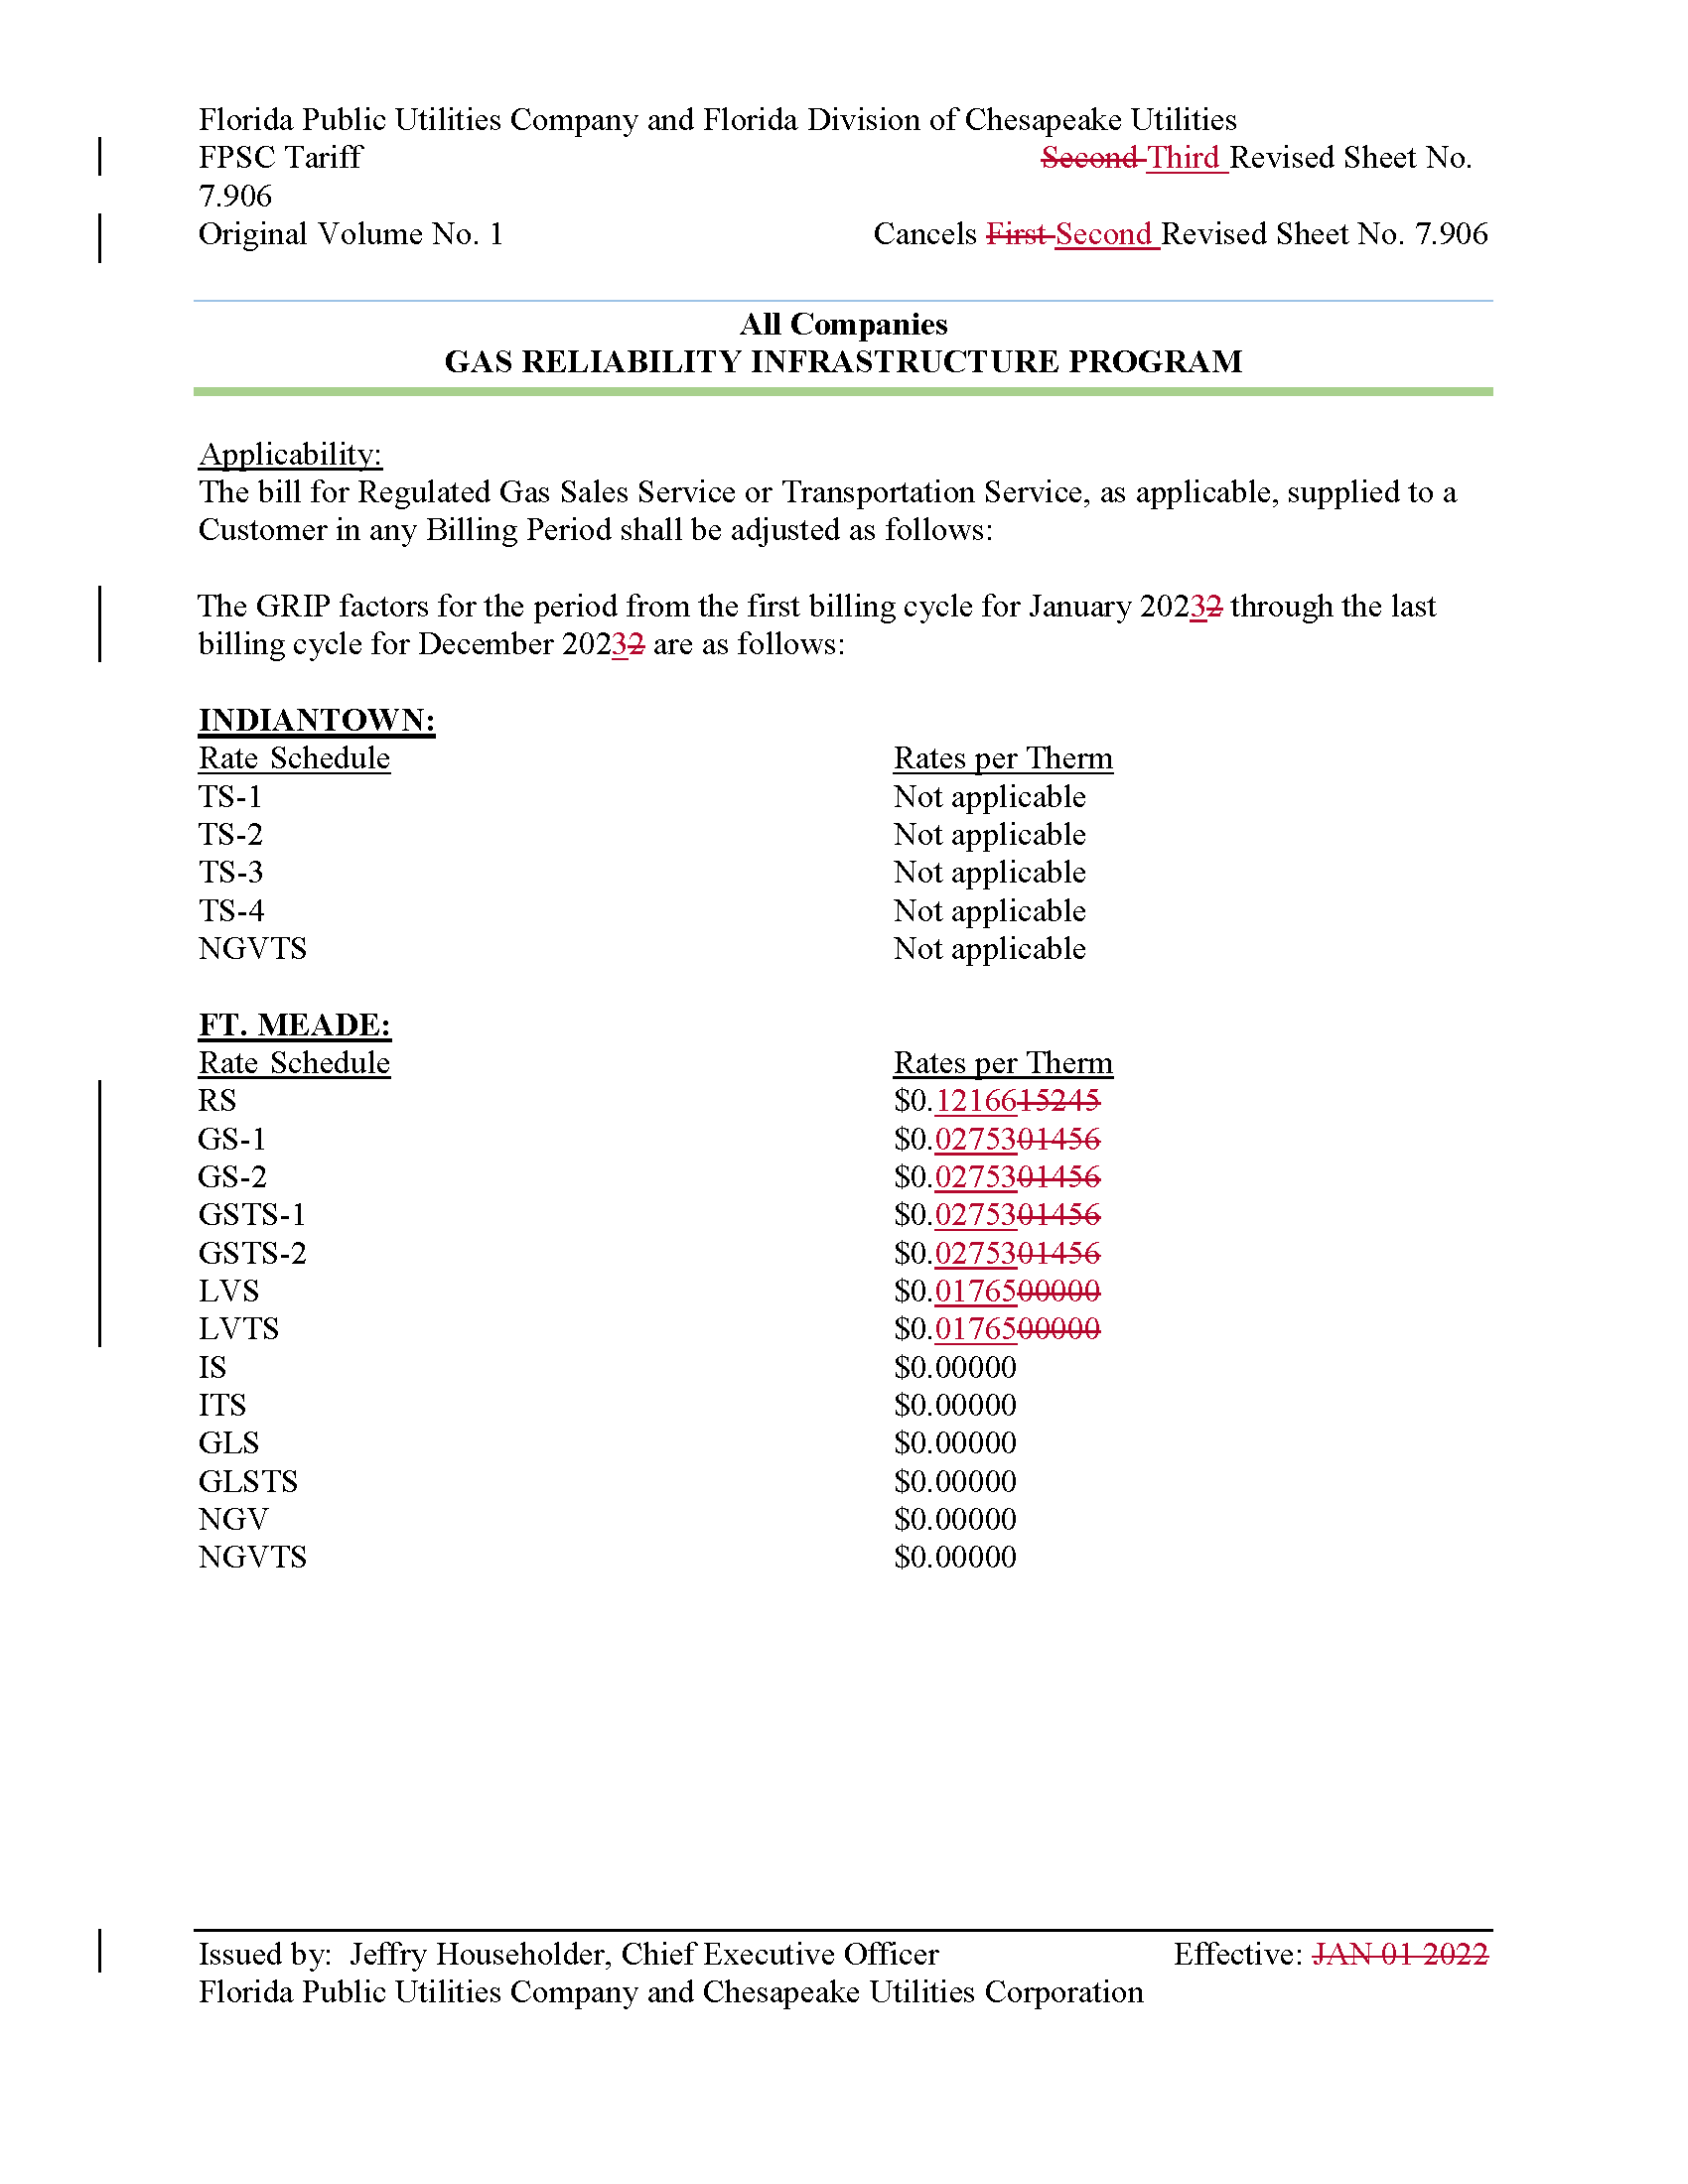 Florida Public Utilities Company and Florida Division of Chesapeake Utilities
FPSC Tariff Second Third Revised Sheet No.
7.906
Original Volume No. 1 Cancels First Second Revised Sheet No. 7.906
All Companies
GAS RELIABILITY INFRASTRUCTURE PROGRAM
Applicability:
The bill for Regulated Gas Sales Service or Transportation Service, as applicable, supplied to a
Customer in any Billing Period shall be adjusted as follows:
The GRIP factors for the period from the first billing cycle for January 20232 through the last
billing cycle for December 20232 are as follows:
INDIANTOWN:
Rate Schedule Rates per Therm
TS-1 Not applicable
TS-2 Not applicable
TS-3 Not applicable
TS-4 Not applicable
NGVTS Not applicable
FT. MEADE:
Rate Schedule Rates per Therm
RS $0.1216615245
GS-1 $0.0275301456
GS-2 $0.0275301456
GSTS-1 $0.0275301456
GSTS-2 $0.0275301456
LVS $0.0176500000
LVTS $0.0176500000
IS $0.00000
ITS $0.00000
GLS $0.00000
GLSTS $0.00000
NGV $0.00000
NGVTS $0.00000
Issued by: Jeffry Householder, Chief Executive Officer Effective: JAN 01 2022
Florida Public Utilities Company and Chesapeake Utilities Corporation